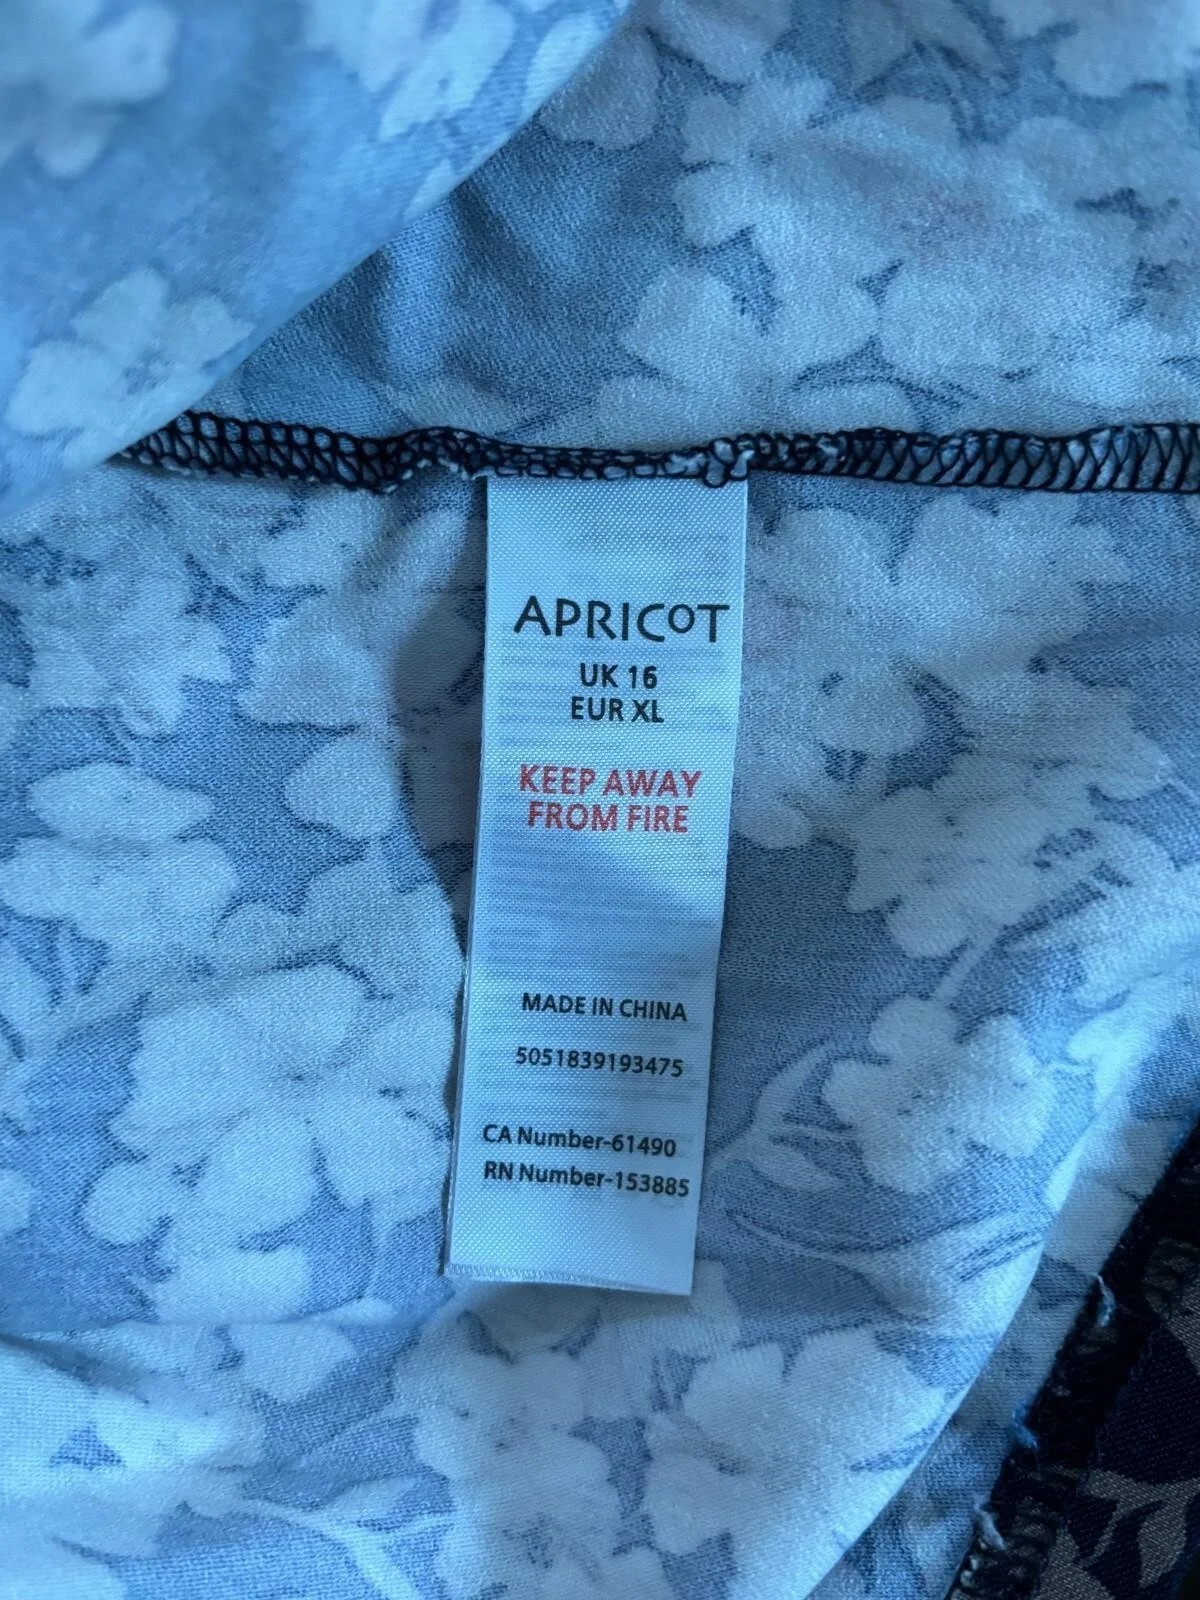 APRICOT
UK 16
EUR XL
KEEP AWAY
FROM FIRE
MADE IN CHINA
5051839193475
CA Number-61490
RN Number-153885